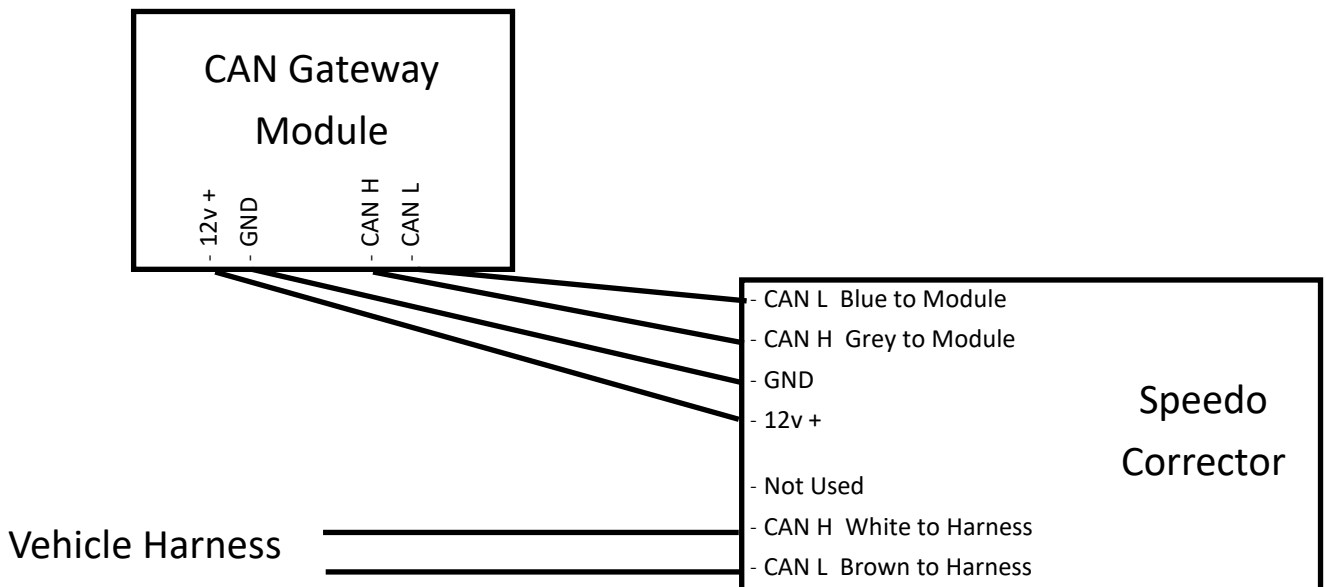 CAN Gateway
Module
- 12v +
- GND
- CAN H
- CAN L
- CAN L Blue to Module
- CAN H Grey to Module
- GND
- 12v +
Speedo
Corrector
- Not Used
- CAN H White to Harness
- CAN L Brown to Harness
Vehicle Harness